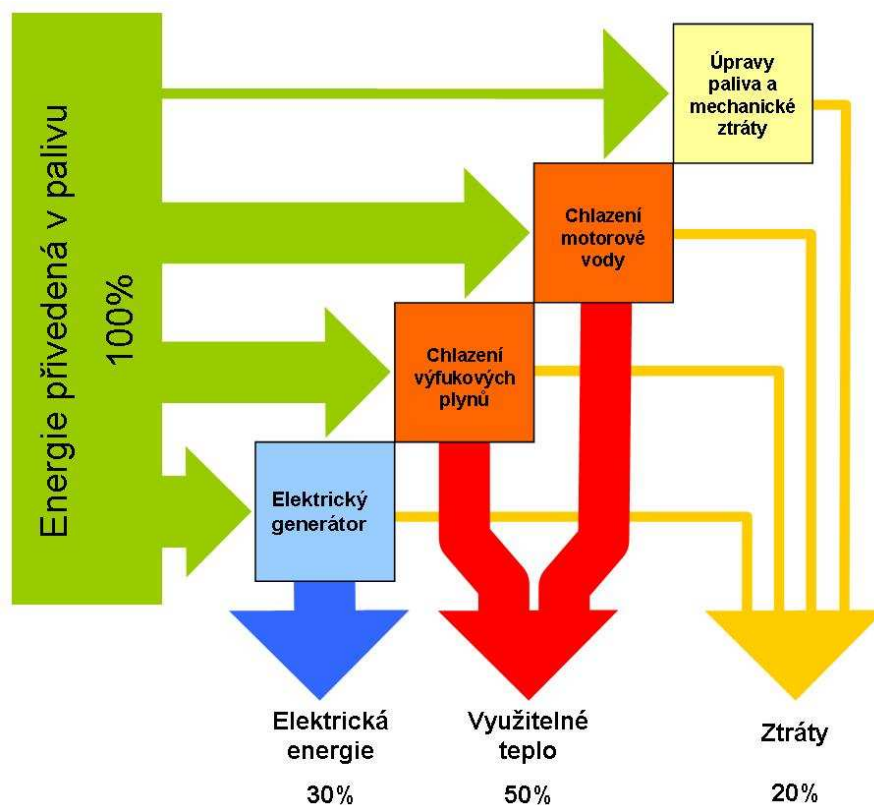 Energie přivedená v palivu
100%
Úpravy
paliva a
mechanické
ztráty
Chlazení
motorové
vody
Chlazení
výfukových
plynů
Elektrický
generátor
Elektrická
energie
30%
Využitelné
teplo
50%
Ztráty
20%